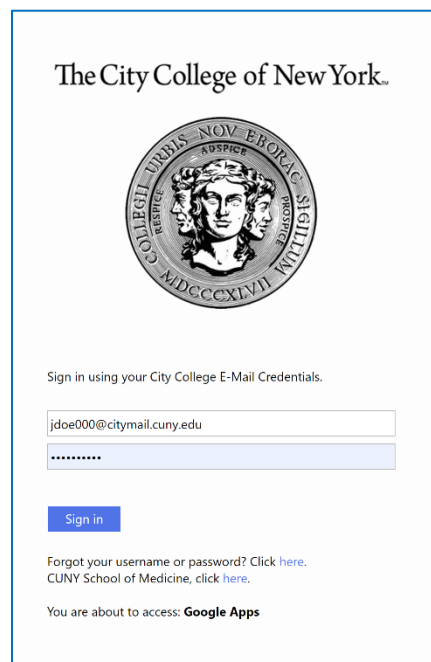 The City College of New York™
COLLEGII URBIS NOV EBORAC SIGILLUM
RESPICE ADSPICE PROSPICE
MDCCCXLVII
Sign in using your City College E-Mail Credentials.
jdoe000@citymail.cuny.edu
••••••••••
Sign in
Forgot your username or password? Click here.
CUNY School of Medicine, click here.
You are about to access: Google Apps